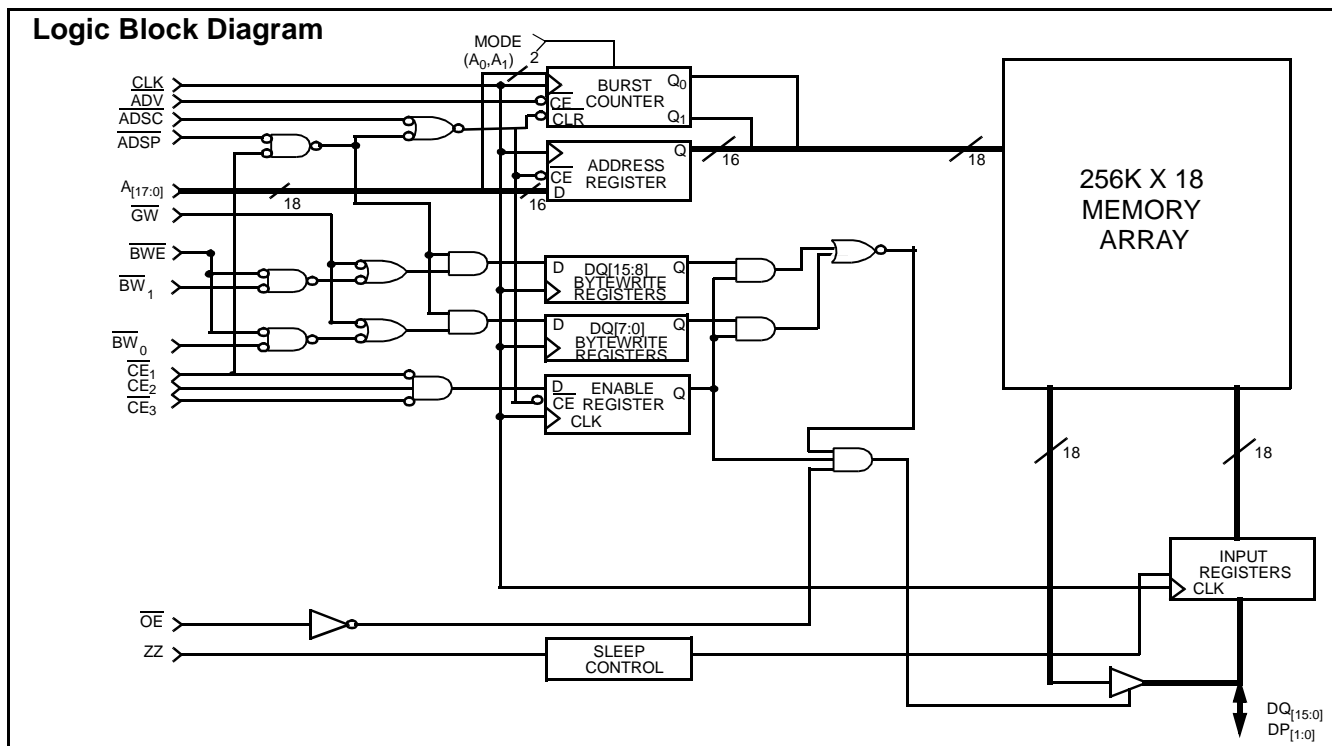 Logic Block Diagram
MODE
(A0,A1) 2
CLK
ADV
ADSC
ADSP
A[17:0]
18
GW
BWE
BW1
BW0
CE1
CE2
CE3
OE
ZZ
BURST
COUNTER
CE
CLR
Q0
Q1
ADDRESS
REGISTER
CE
D
Q
16
16
18
D
DQ[15:8]
BYTEWRITE
REGISTERS
Q
D
DQ[7:0]
BYTEWRITE
REGISTERS
Q
D
ENABLE
REGISTER
CE
CLK
Q
SLEEP
CONTROL
256K X 18
MEMORY
ARRAY
18
18
INPUT
REGISTERS
CLK
DQ[15:0]
DP[1:0]